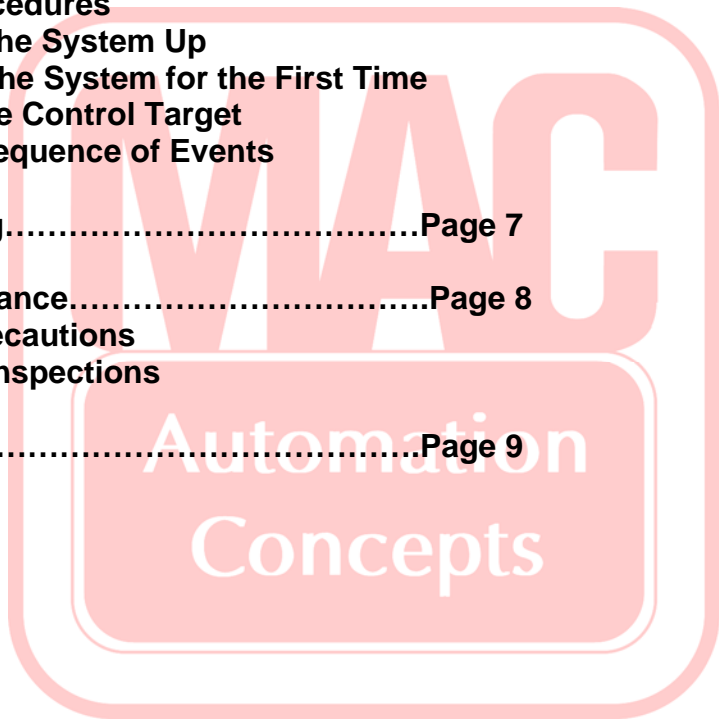 cedures
he System Up
he System for the First Time
e Control Target
equence of Events
g…………………………………Page 7
ance……………………………..Page 8
ecautions
nspections
…………………………………..Page 9
MAC
Automation
Concepts